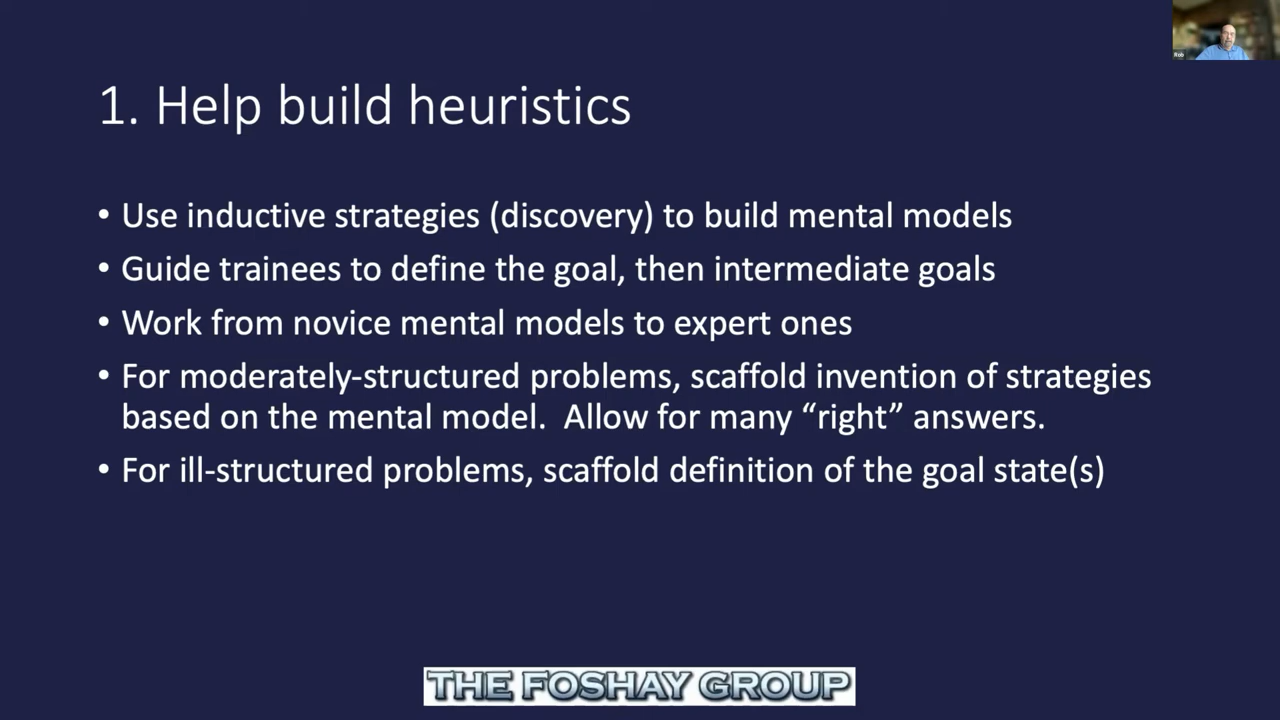 Rob
1. Help build heuristics
• Use inductive strategies (discovery) to build mental models
• Guide trainees to define the goal, then intermediate goals
• Work from novice mental models to expert ones
• For moderately-structured problems, scaffold invention of strategies
based on the mental model.  Allow for many “right” answers.
• For ill-structured problems, scaffold definition of the goal state(s)
THE FOSHAY GROUP